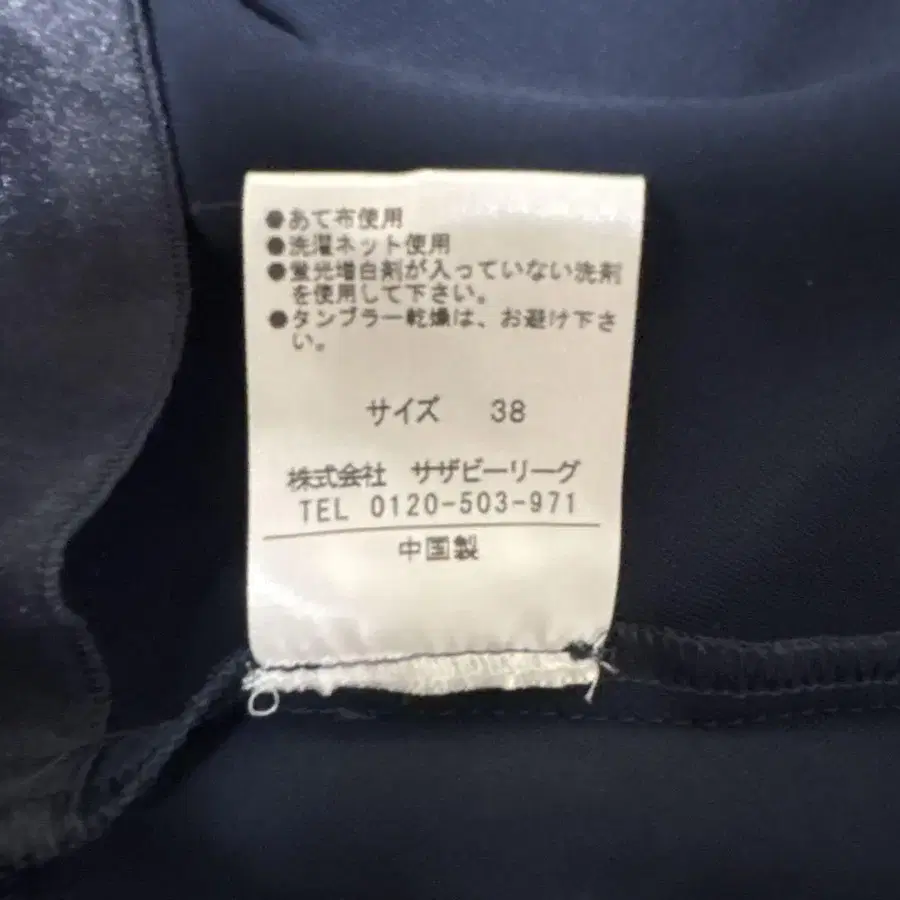 ●あて布使用
●洗濯ネット使用
●蛍光増白剤が入っていない洗剤
を使用して下さい。
●タンブラー乾燥は、お避け下さ
い。
サイズ 38
株式会社 サザビーリーグ
TEL 0120-503-971
中国製